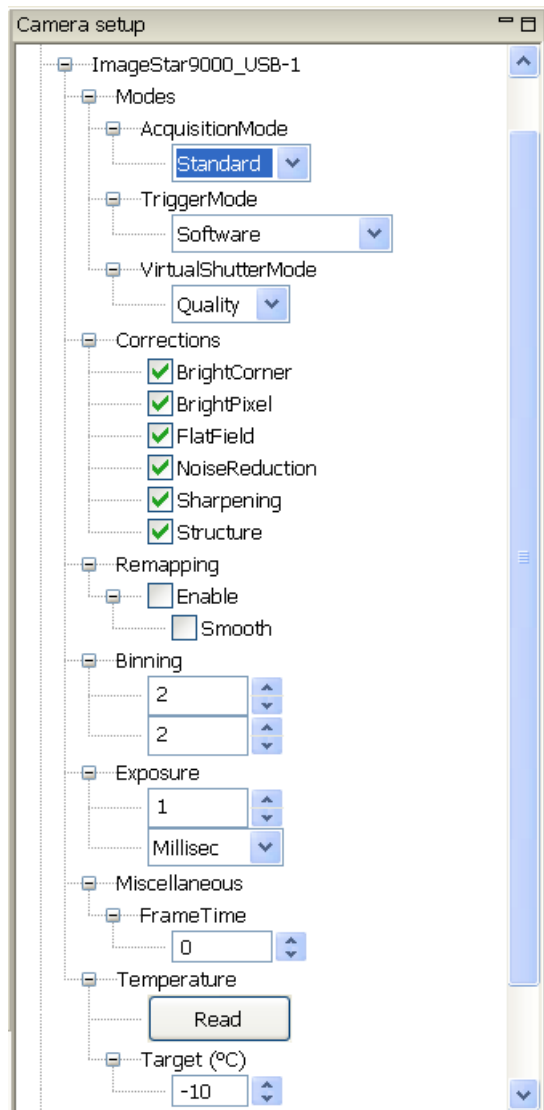 Camera setup
ImageStar9000_USB-1
Modes
AcquisitionMode
Standard
TriggerMode
Software
VirtualShutterMode
Quality
Corrections
BrightCorner
BrightPixel
FlatField
NoiseReduction
Sharpening
Structure
Remapping
Enable
Smooth
Binning
2
2
Exposure
1
Millisec
Miscellaneous
FrameTime
0
Temperature
Read
Target (ºC)
-10